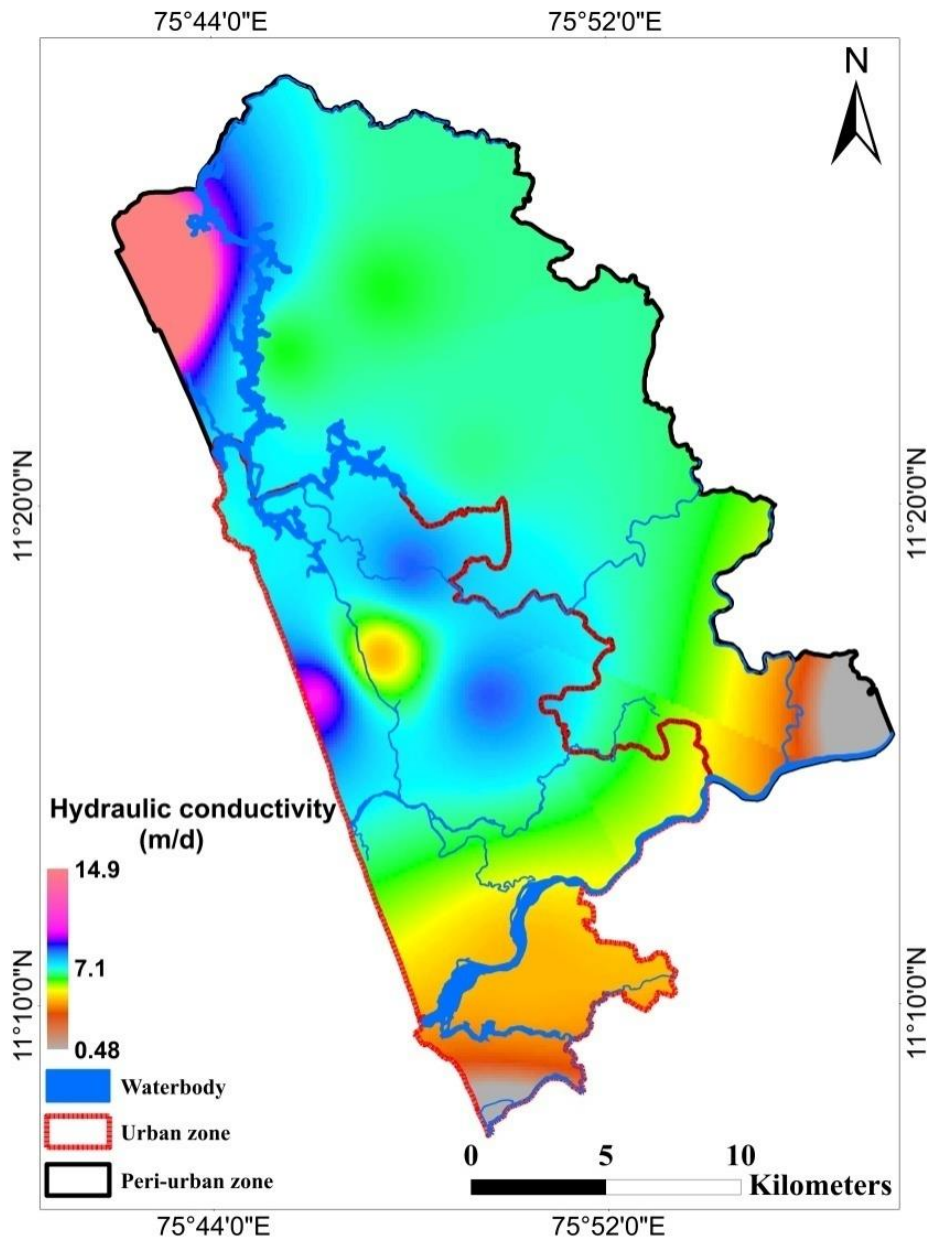 75°44'0"E 75°52'0"E
N
11°20'0"N 11°20'0"N
Hydraulic conductivity
(m/d)
14.9
7.1
0.48
11°10'0"N 11°10'0"N
Waterbody
Urban zone
Peri-urban zone
0 5 10
Kilometers
75°44'0"E 75°52'0"E